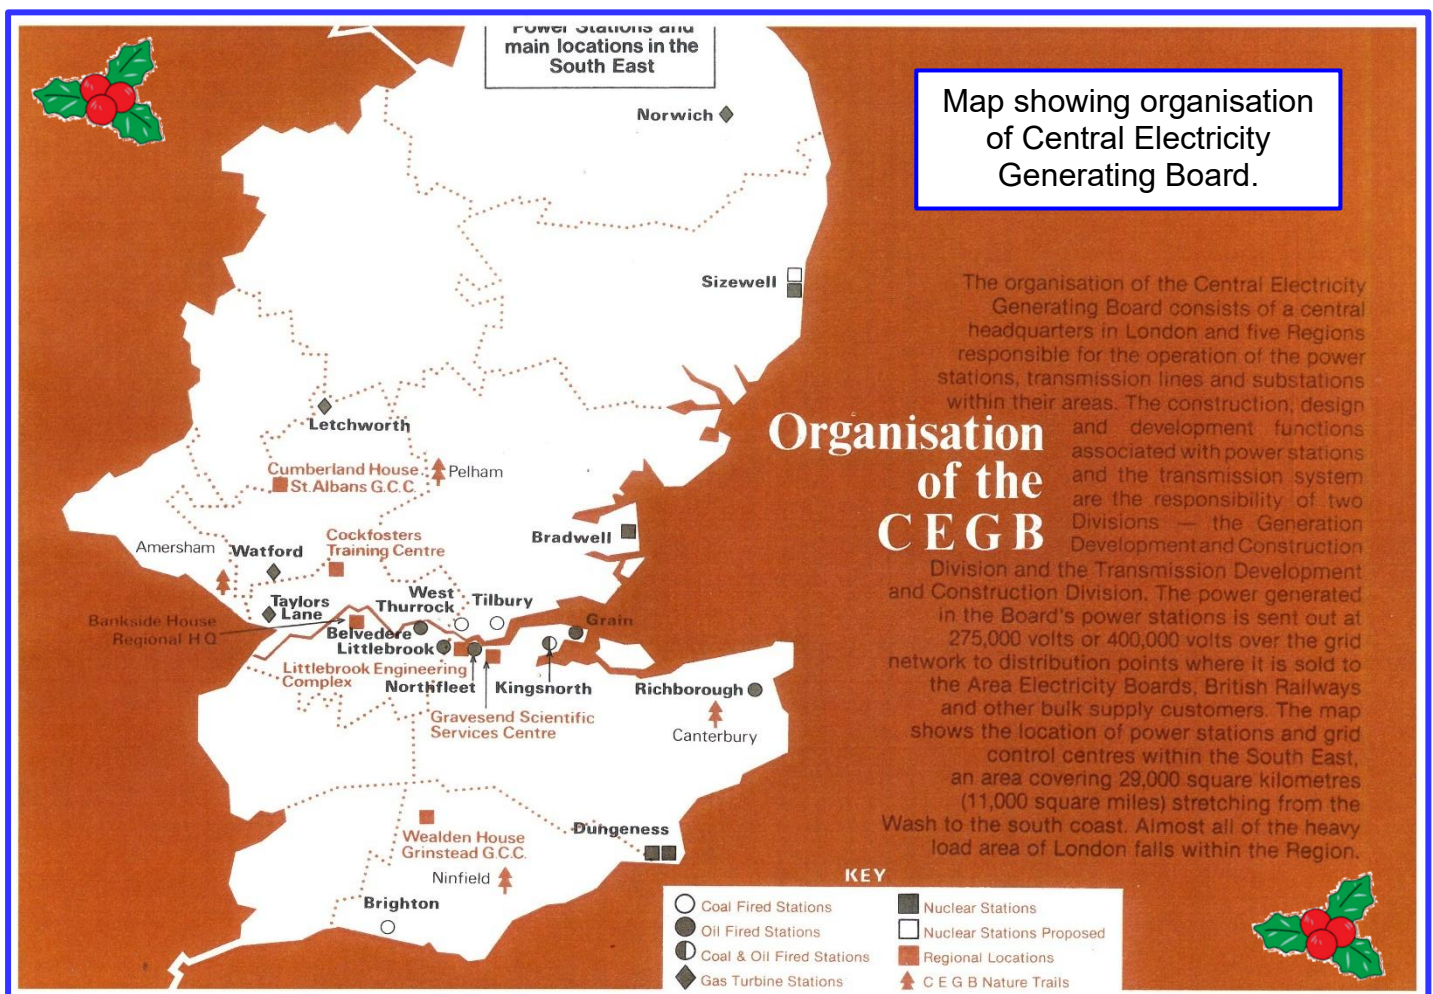 Power Stations and
main locations in the
South East
Map showing organisation
of Central Electricity
Generating Board.
Norwich
Sizewell
Letchworth
Cumberland House
St.Albans G.C.C.
Pelham
Cockfosters
Training Centre
Bradwell
Amersham
Watford
Taylors
Lane
West
Thurrock
Tilbury
Bankside House
Regional H Q
Belvedere
Littlebrook
Grain
Littlebrook Engineering
Complex
Northfleet
Kingsnorth
Richborough
Gravesend Scientific
Services Centre
Canterbury
Wealden House
Grinstead G.C.C.
Dungeness
Ninfield
Brighton
Organisation
of the
C E G B
The organisation of the Central Electricity
Generating Board consists of a central
headquarters in London and five Regions
responsible for the operation of the power
stations, transmission lines and substations
within their areas. The construction, design
and development functions
associated with power stations
and the transmission system
are the responsibility of two
Divisions — the Generation
Development and Construction
Division and the Transmission Development
and Construction Division. The power generated
in the Board's power stations is sent out at
275,000 volts or 400,000 volts over the grid
network to distribution points where it is sold to
the Area Electricity Boards, British Railways
and other bulk supply customers. The map
shows the location of power stations and grid
control centres within the South East,
an area covering 29,000 square kilometres
(11,000 square miles) stretching from the
Wash to the south coast. Almost all of the heavy
load area of London falls within the Region.
KEY
Coal Fired Stations
Oil Fired Stations
Coal & Oil Fired Stations
Gas Turbine Stations
Nuclear Stations
Nuclear Stations Proposed
Regional Locations
C E G B Nature Trails